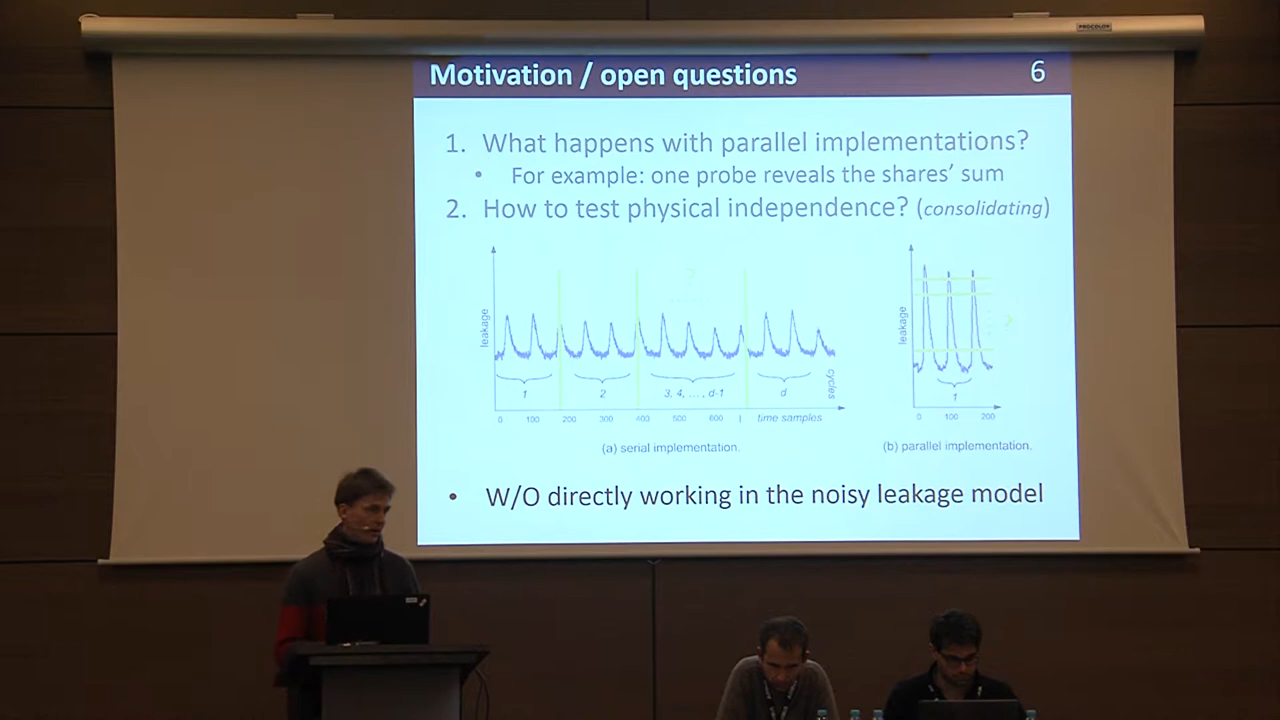 PROCOLOR
Motivation / open questions 6
1. What happens with parallel implementations?
• For example: one probe reveals the shares' sum
2. How to test physical independence? (consolidating)
?
leakage
1 2 3, 4, …, d-1 d
cycles
0 100 200 300 400 500 600 time samples
(a) serial implementation.
leakage
?
1
0 100 200
(b) parallel implementation.
• W/O directly working in the noisy leakage model